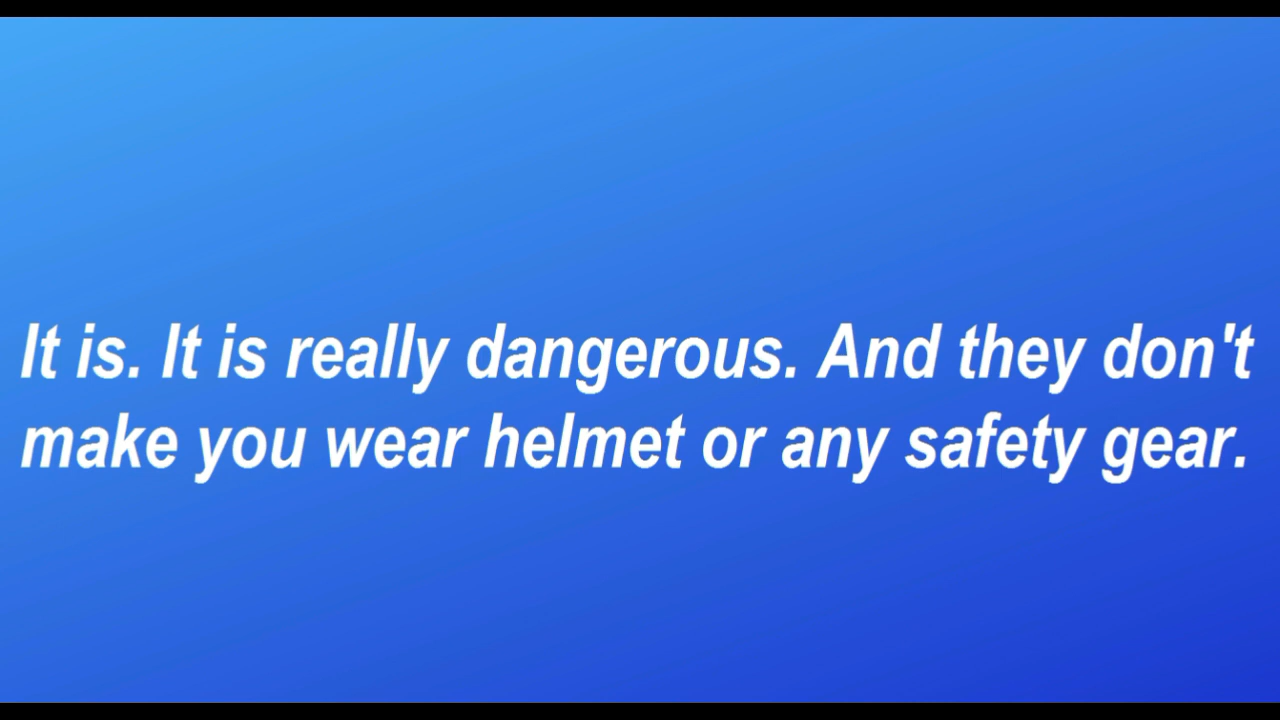 It is. It is really dangerous. And they don't
make you wear helmet or any safety gear.